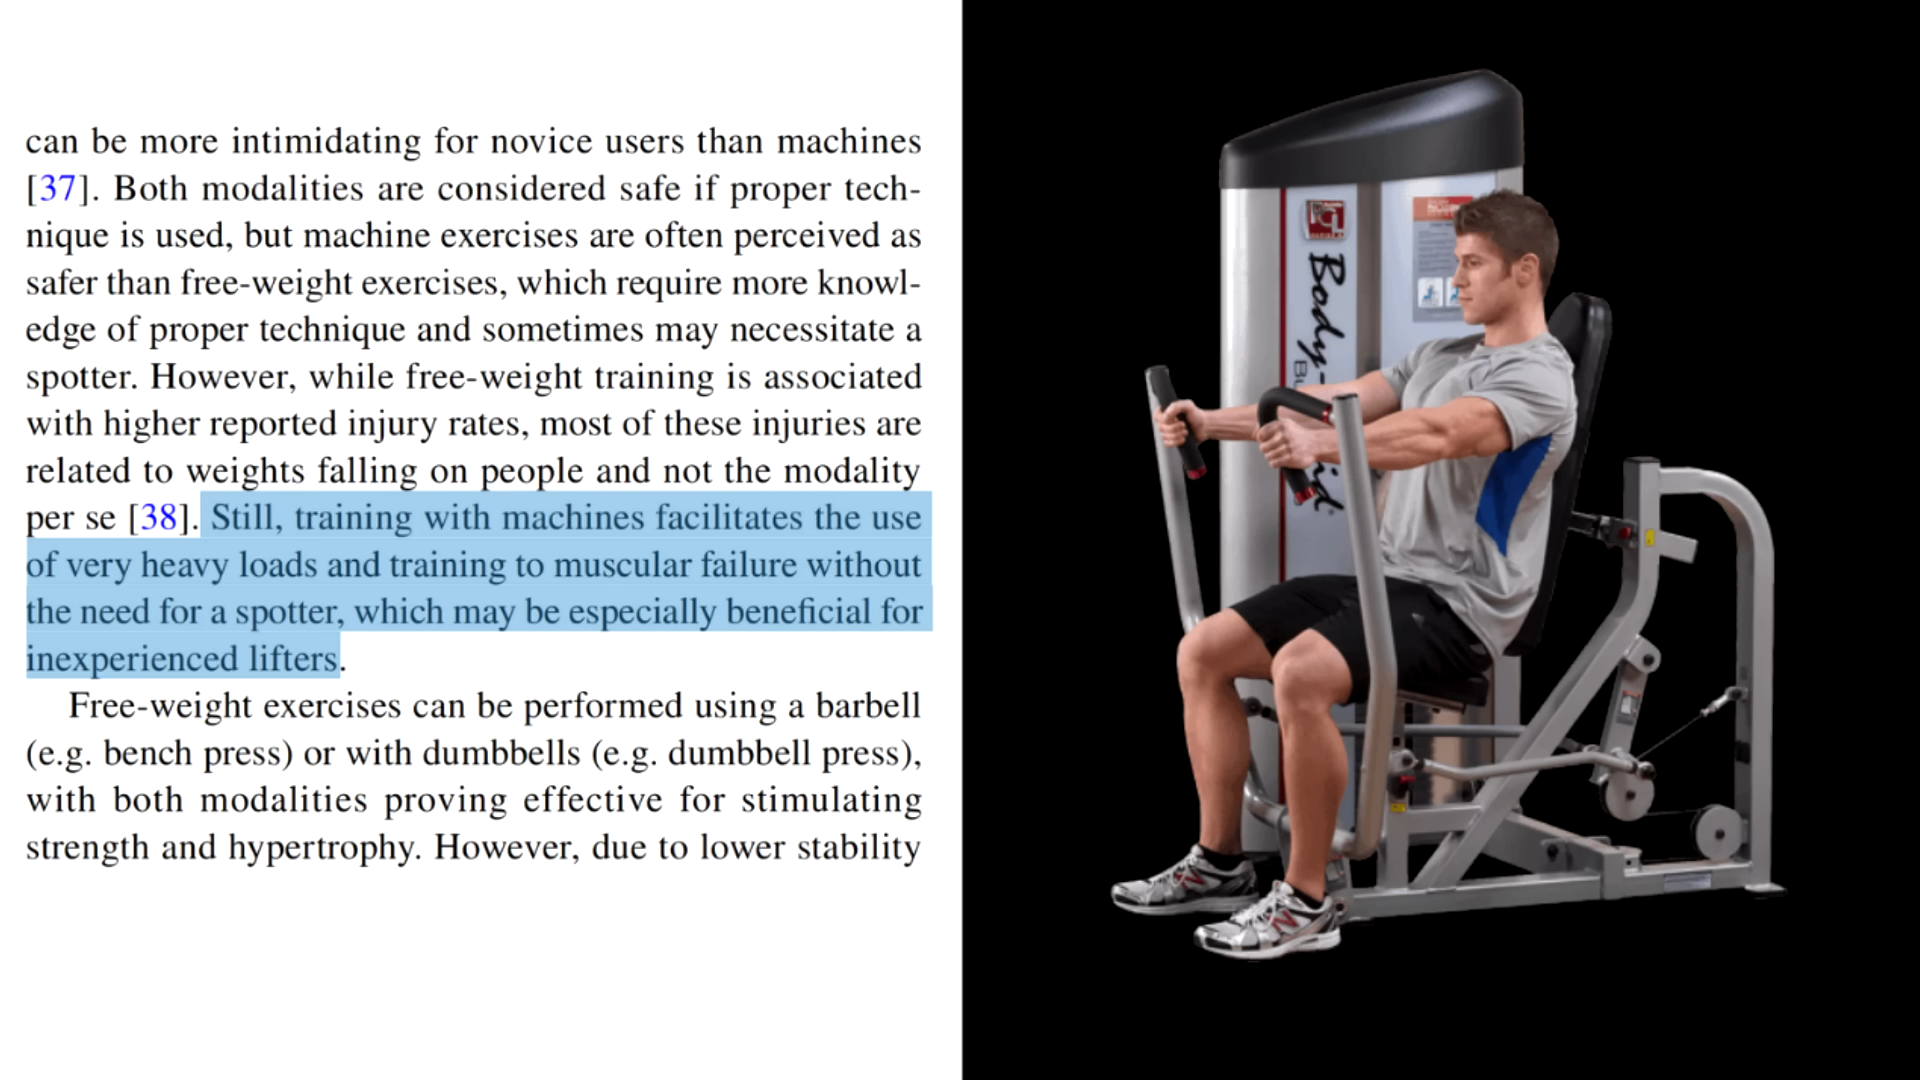 can be more intimidating for novice users than machines
[37]. Both modalities are considered safe if proper tech-
nique is used, but machine exercises are often perceived as
safer than free-weight exercises, which require more knowl-
edge of proper technique and sometimes may necessitate a
spotter. However, while free-weight training is associated
with higher reported injury rates, most of these injuries are
related to weights falling on people and not the modality
per se [38]. Still, training with machines facilitates the use
of very heavy loads and training to muscular failure without
the need for a spotter, which may be especially beneficial for
inexperienced lifters.
Free-weight exercises can be performed using a barbell
(e.g. bench press) or with dumbbells (e.g. dumbbell press),
with both modalities proving effective for stimulating
strength and hypertrophy. However, due to lower stability
Body-
id